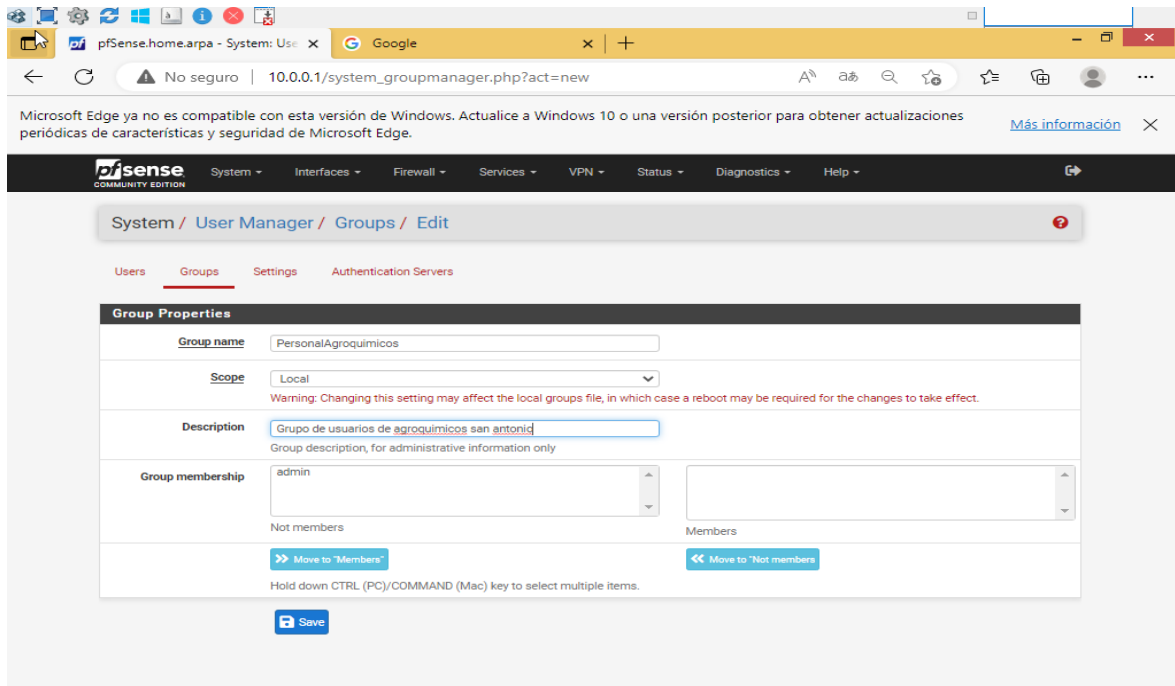 pfSense.home.arpa - System: Use
Google
No seguro | 10.0.0.1/system_groupmanager.php?act=new
Microsoft Edge ya no es compatible con esta versión de Windows. Actualice a Windows 10 o una versión posterior para obtener actualizaciones
periódicas de características y seguridad de Microsoft Edge.
Más información
pfsense
COMMUNITY EDITION
System Interfaces Firewall Services VPN Status Diagnostics Help
System / User Manager / Groups / Edit
Users Groups Settings Authentication Servers
Group Properties
Group name PersonalAgroquimicos
Scope Local
Warning: Changing this setting may affect the local groups file, in which case a reboot may be required for the changes to take effect.
Description Grupo de usuarios de agroquimicos san antonio
Group description, for administrative information only
Group membership admin
Not members Members
Move to "Members" Move to "Not members
Hold down CTRL (PC)/COMMAND (Mac) key to select multiple items.
Save